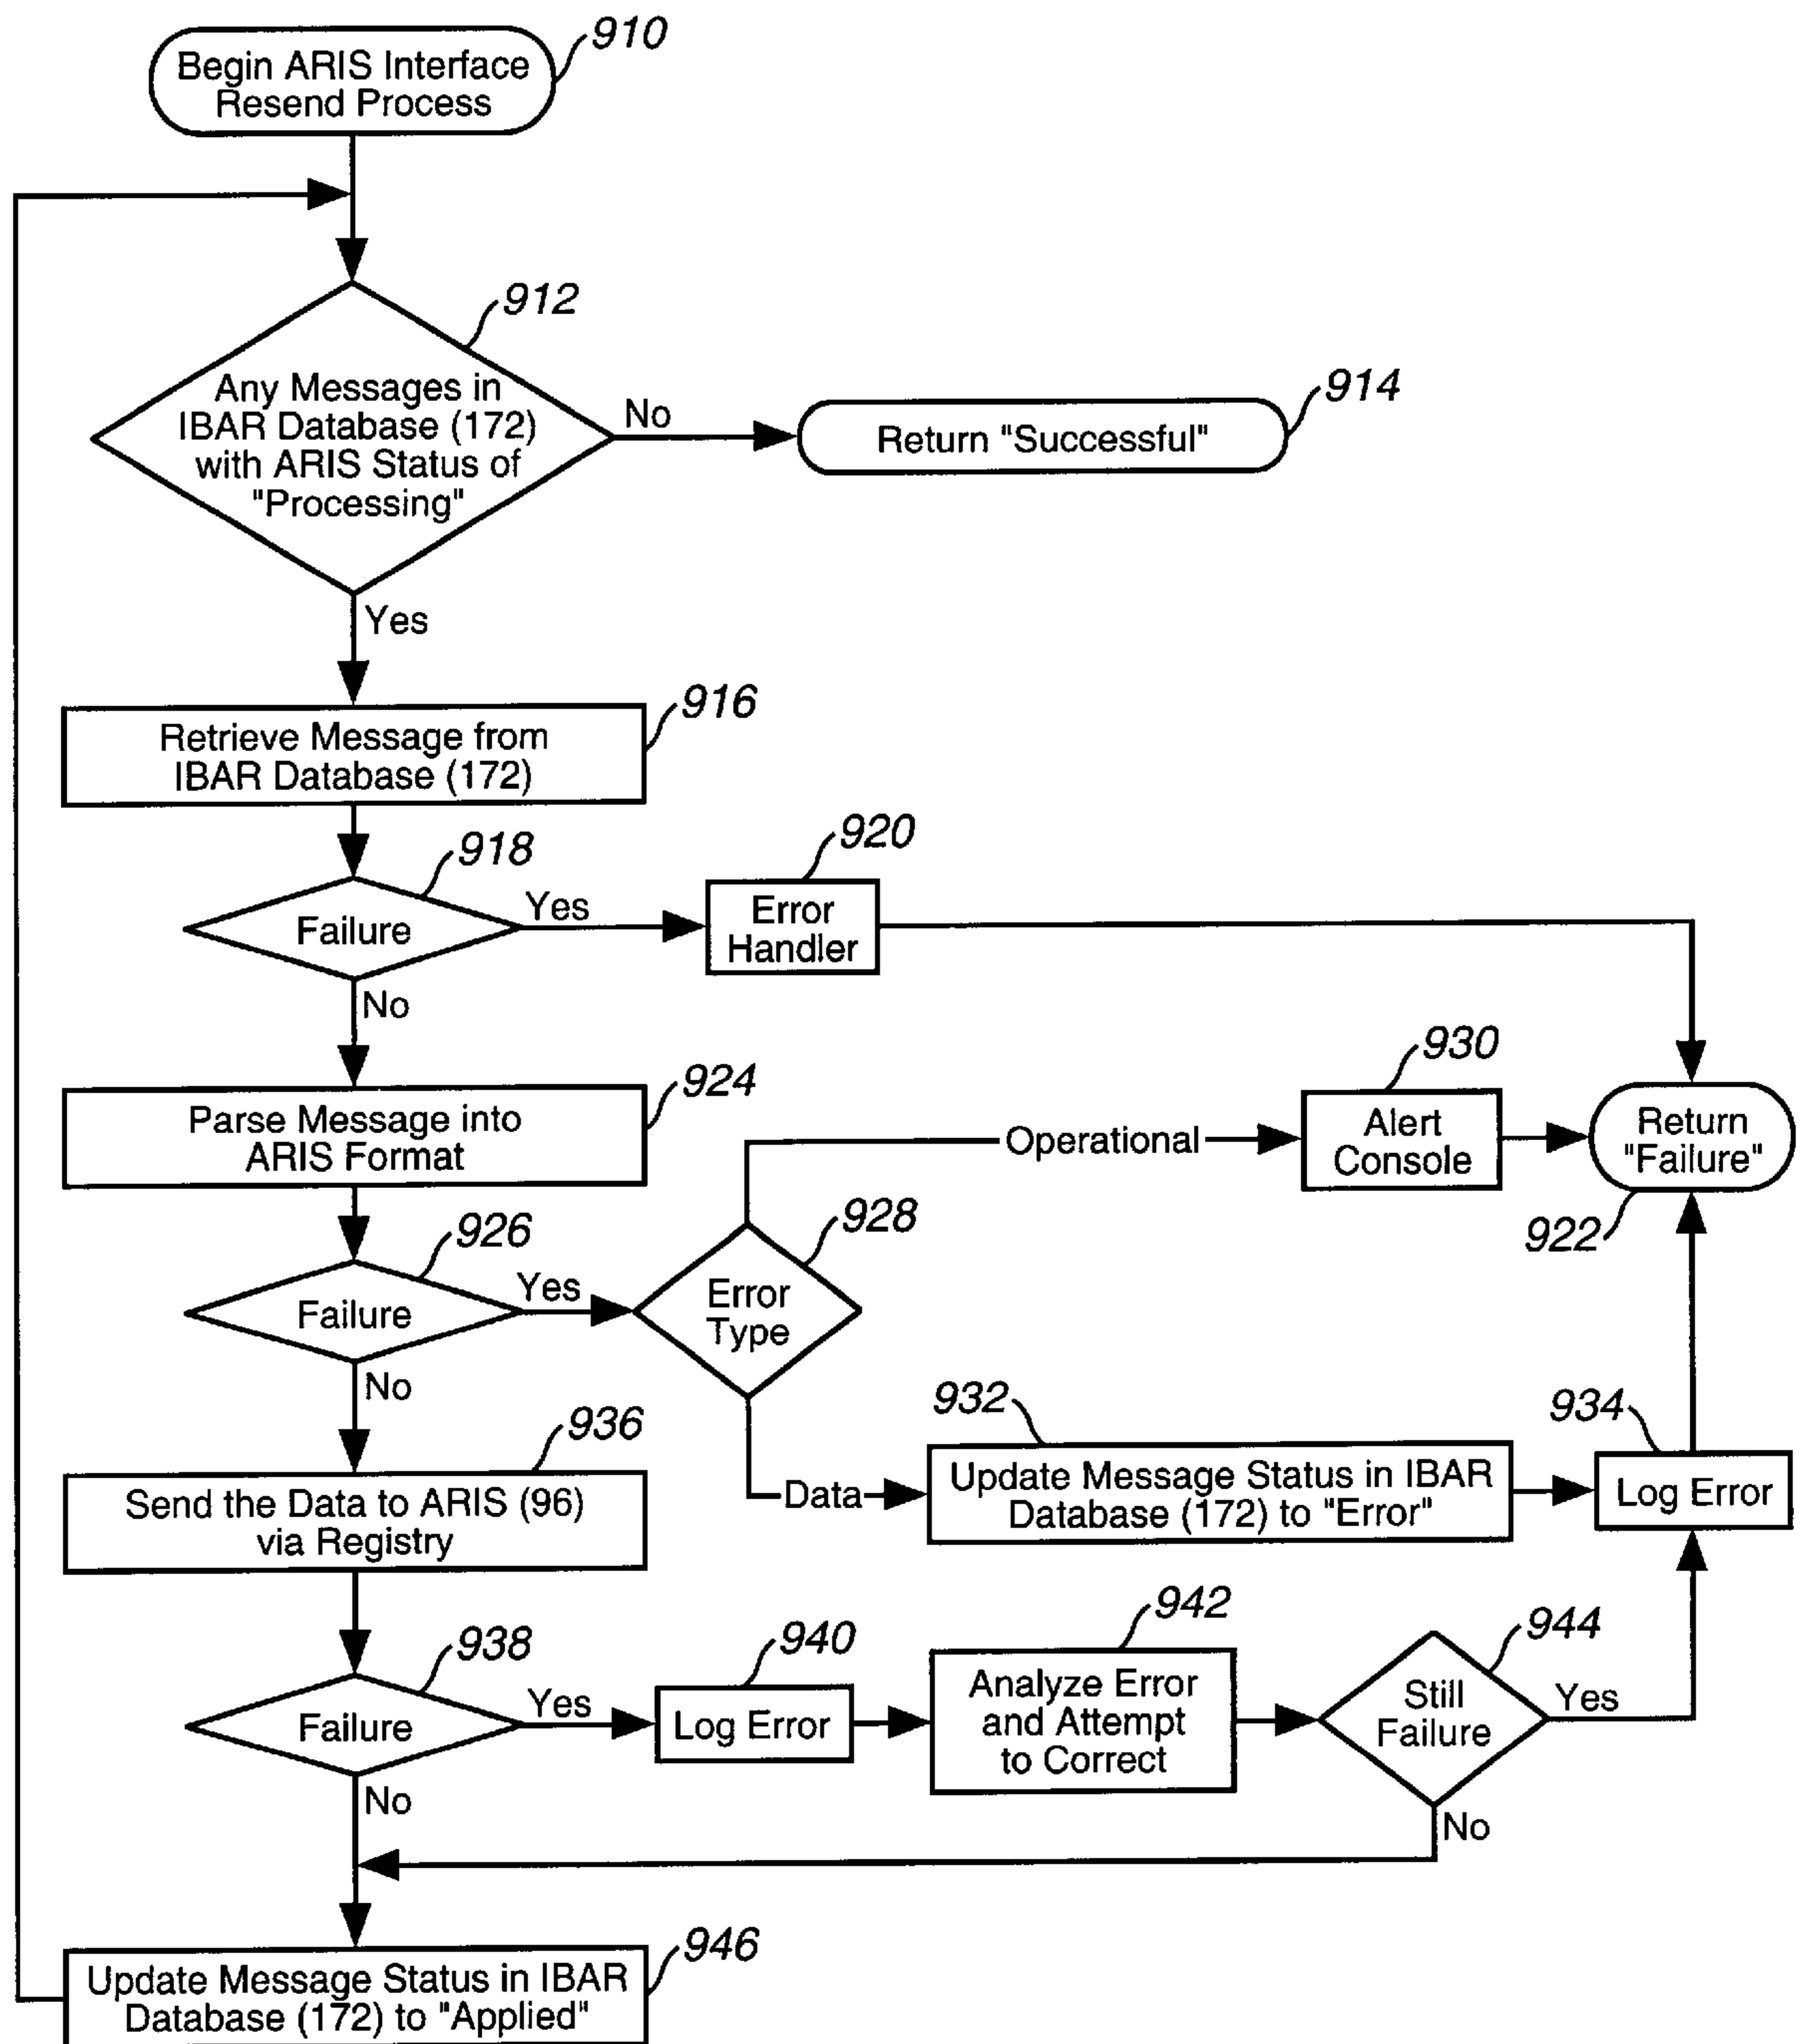 910
Begin ARIS Interface
Resend Process
912
Any Messages in
IBAR Database (172)
with ARIS Status of
"Processing"
No
914
Return "Successful"
Yes
916
Retrieve Message from
IBAR Database (172)
918
Failure
Yes
920
Error
Handler
No
924
Parse Message into
ARIS Format
930
Operational
Alert
Console
Return
"Failure"
922
926
Failure
Yes
928
Error
Type
No
932
934
Data
Update Message Status in IBAR
Database (172) to "Error"
Log Error
936
Send the Data to ARIS (96)
via Registry
938
Failure
Yes
940
Log Error
942
Analyze Error
and Attempt
to Correct
944
Still
Failure
Yes
No
No
946
Update Message Status in IBAR
Database (172) to "Applied"